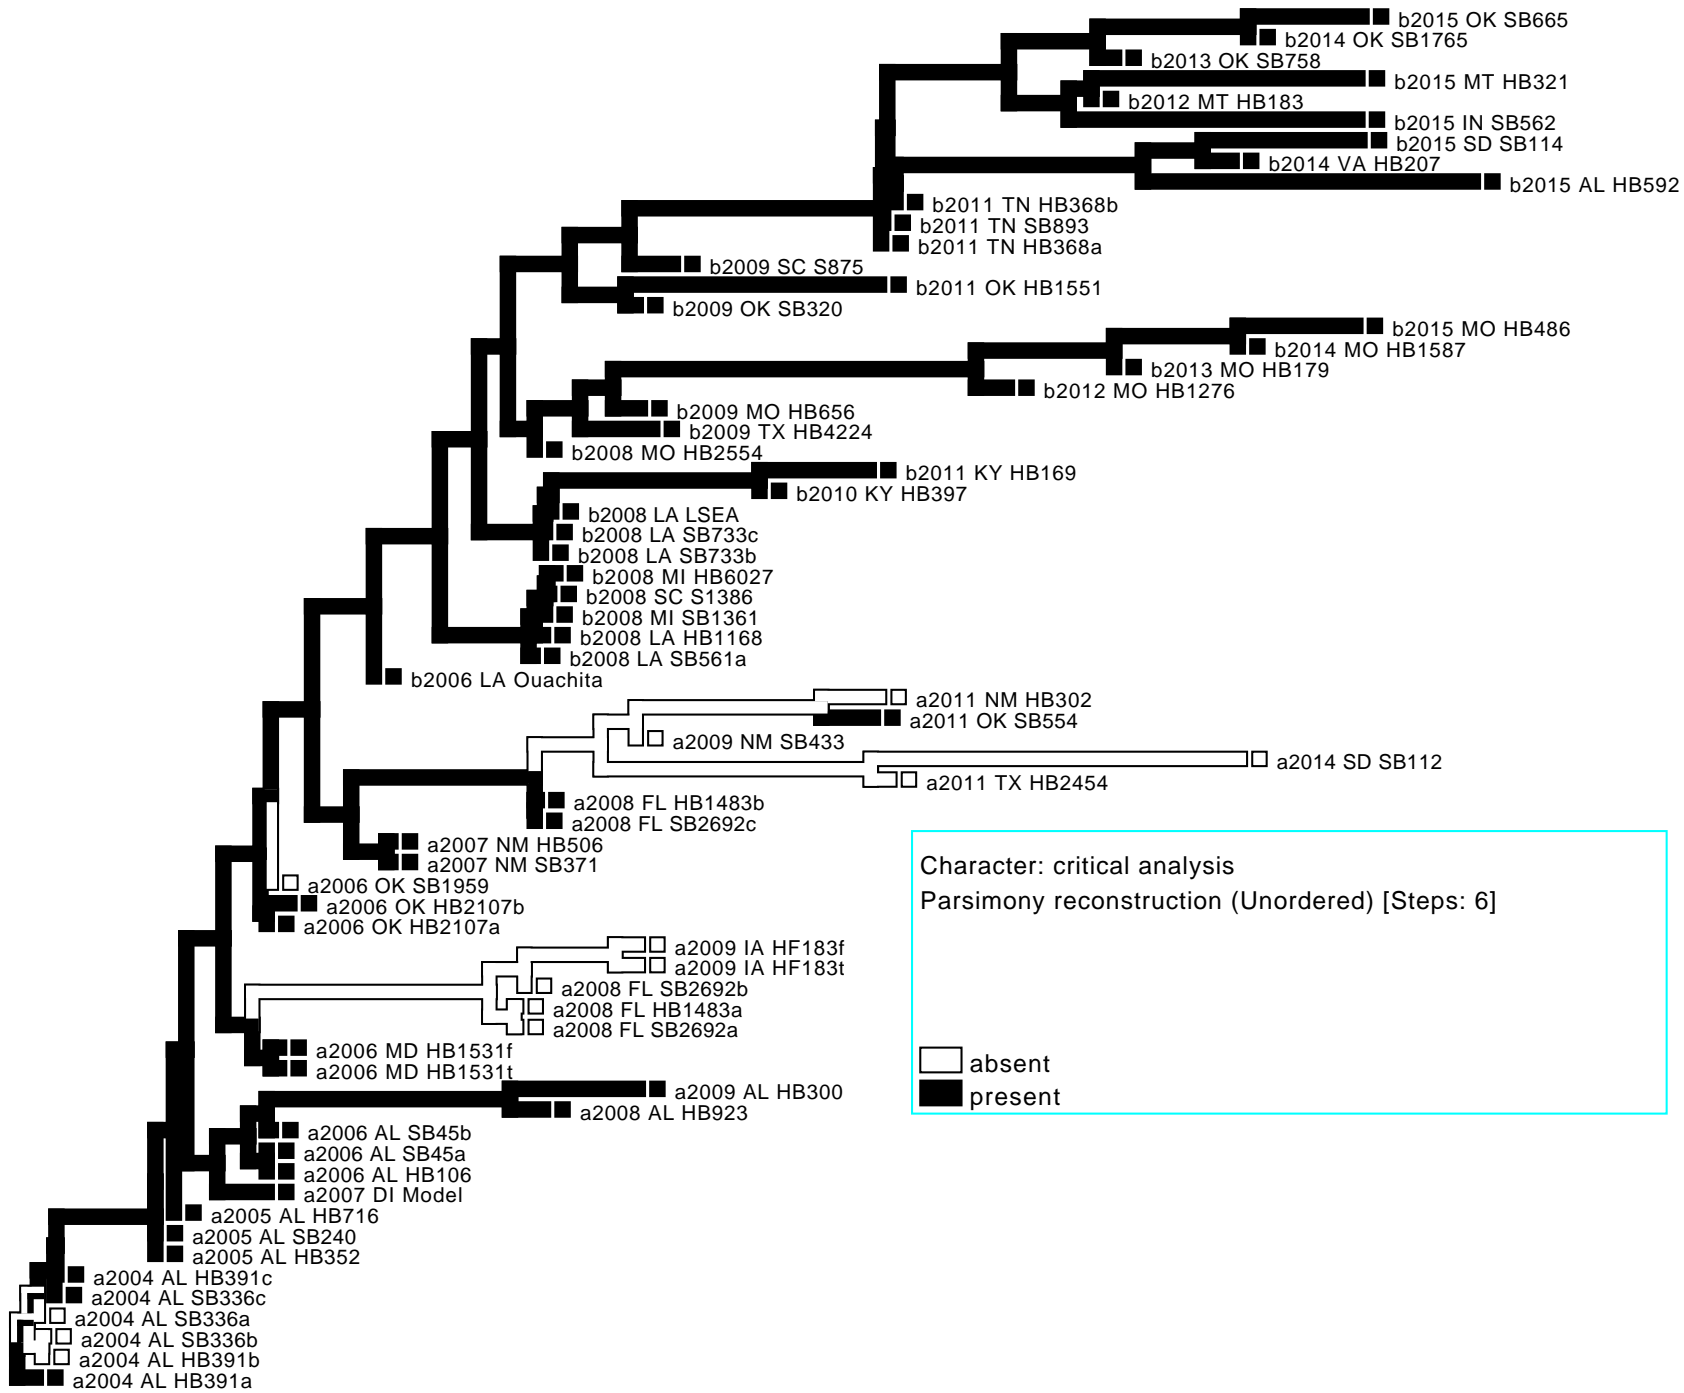 b2015 OK SB665
b2014 OK SB1765
b2013 OK SB758
b2015 MT HB321
b2012 MT HB183
b2015 IN SB562
b2015 SD SB114
b2014 VA HB207
b2015 AL HB592
b2011 TN HB368b
b2011 TN SB893
b2011 TN HB368a
b2009 SC S875
b2011 OK HB1551
b2009 OK SB320
b2015 MO HB486
b2014 MO HB1587
b2013 MO HB179
b2012 MO HB1276
b2009 MO HB656
b2009 TX HB4224
b2008 MO HB2554
b2011 KY HB169
b2010 KY HB397
b2008 LA LSEA
b2008 LA SB733c
b2008 LA SB733b
b2008 MI HB6027
b2008 SC S1386
b2008 MI SB1361
b2008 LA HB1168
b2008 LA SB561a
b2006 LA Ouachita
a2011 NM HB302
a2011 OK SB554
a2009 NM SB433
a2014 SD SB112
a2011 TX HB2454
a2008 FL HB1483b
a2008 FL SB2692c
a2007 NM HB506
a2007 NM SB371
a2006 OK SB1959
a2006 OK HB2107b
a2006 OK HB2107a
a2009 IA HF183f
a2009 IA HF183t
a2008 FL SB2692b
a2008 FL HB1483a
a2008 FL SB2692a
a2006 MD HB1531f
a2006 MD HB1531t
a2009 AL HB300
a2008 AL HB923
a2006 AL SB45b
a2006 AL SB45a
a2006 AL HB106
a2007 DI Model
a2005 AL HB716
a2005 AL SB240
a2005 AL HB352
a2004 AL HB391c
a2004 AL SB336c
a2004 AL SB336a
a2004 AL SB336b
a2004 AL HB391b
a2004 AL HB391a
Character: critical analysis
Parsimony reconstruction (Unordered) [Steps: 6]
absent
present